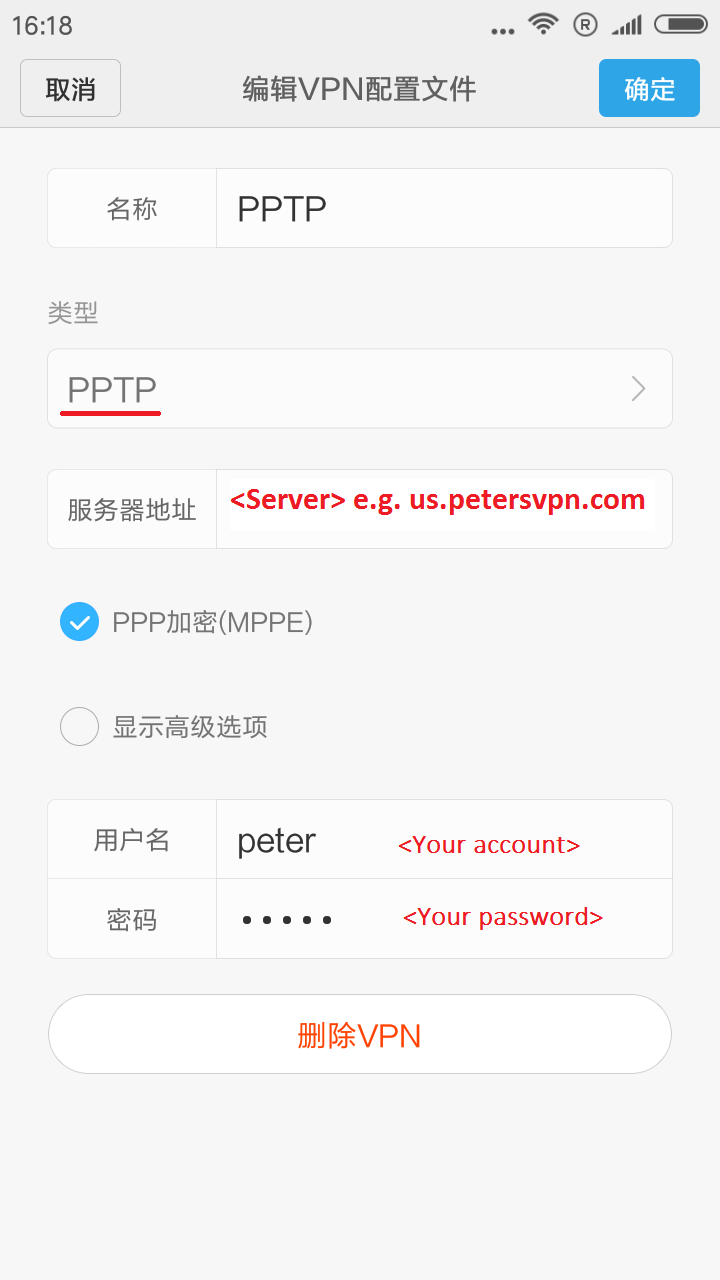 16:18
取消 编辑VPN配置文件 确定
名称 PPTP
类型
PPTP
服务器地址 <Server> e.g. us.petersvpn.com
PPP加密(MPPE)
显示高级选项
用户名 peter <Your account>
密码 ••••• <Your password>
删除VPN